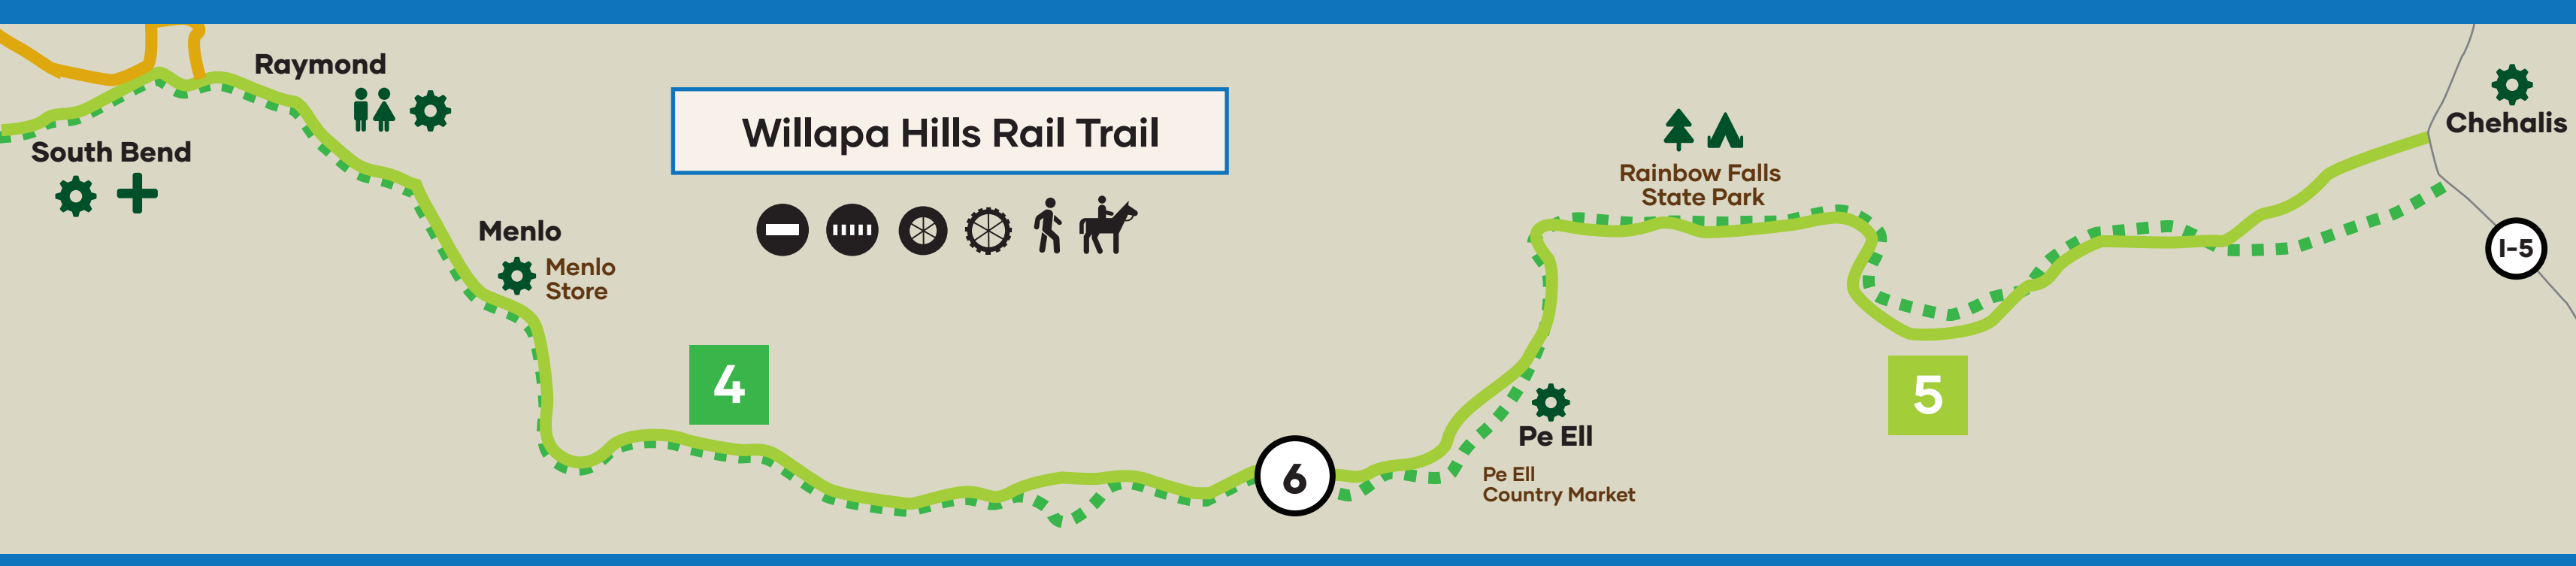 Raymond
South Bend
Menlo
Menlo
Store
Willapa Hills Rail Trail
4
6
Pe Ell
Pe Ell
Country Market
Rainbow Falls
State Park
5
Chehalis
I-5